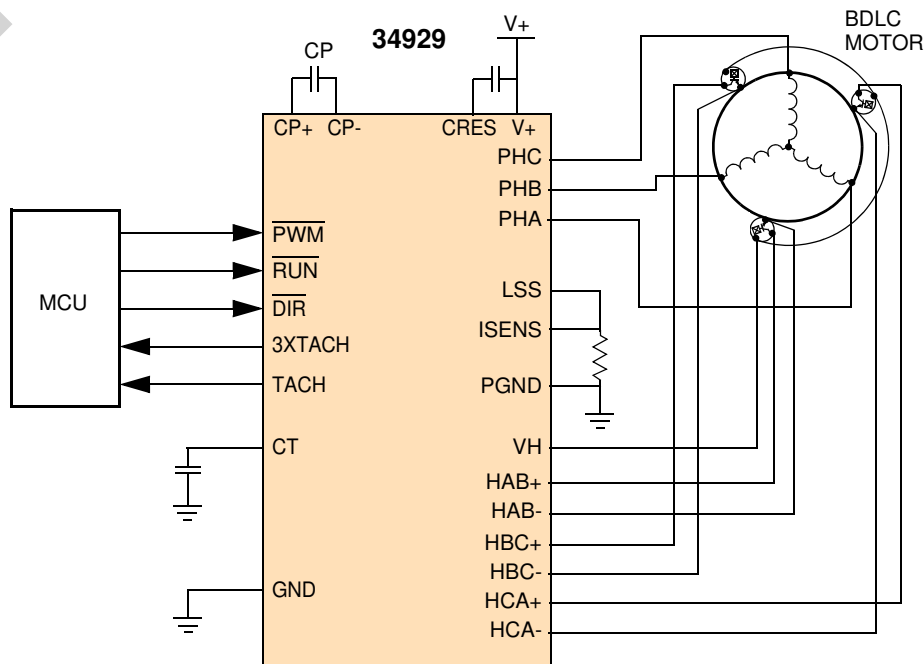 34929
V+
BDLC
MOTOR
CP
CP+ CP-
CRES V+
PHC
PHB
PHA
MCU
PWM
RUN
DIR
3XTACH
TACH
CT
GND
LSS
ISENS
PGND
VH
HAB+
HAB-
HBC+
HBC-
HCA+
HCA-